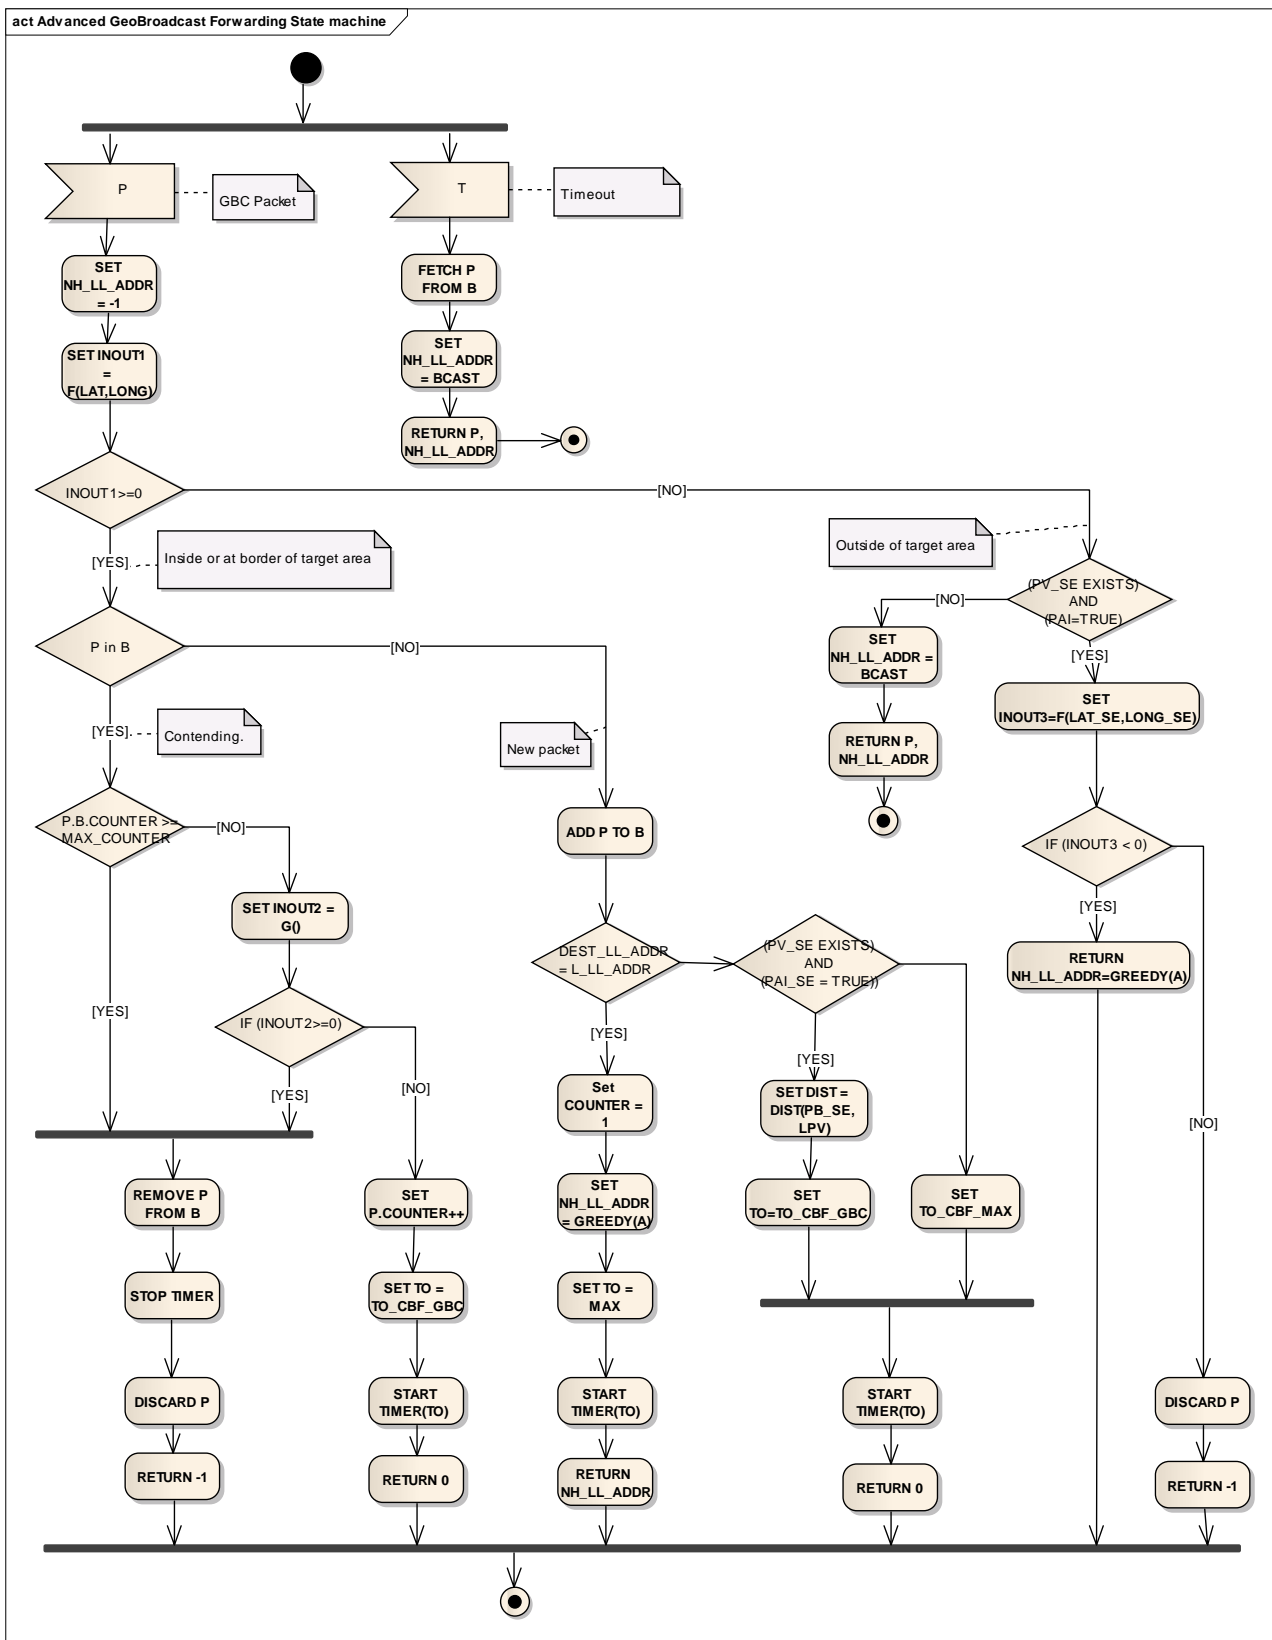 act Advanced GeoBroadcast Forwarding State machine
P
GBC Packet
T
Timeout
SET
NH_LL_ADDR
= -1
FETCH P
FROM B
SET INOUT1
=
F(LAT,LONG)
SET
NH_LL_ADDR
= BCAST
RETURN P,
NH_LL_ADDR
INOUT1>=0
[NO]
[YES]
Inside or at border of target area
Outside of target area
(PV_SE EXISTS)
AND
(PAI=TRUE)
[NO]
[YES]
SET
NH_LL_ADDR =
BCAST
RETURN P,
NH_LL_ADDR
SET
INOUT3=F(LAT_SE,LONG_SE)
P in B
[NO]
[YES]
Contending.
New packet
P.B.COUNTER >=
MAX_COUNTER
[NO]
[YES]
ADD P TO B
IF (INOUT3 < 0)
[YES]
[NO]
RETURN
NH_LL_ADDR=GREEDY(A)
SET INOUT2 =
G()
IF (INOUT2>=0)
[YES]
[NO]
DEST_LL_ADDR
= L_LL_ADDR
[YES]
(PV_SE EXISTS)
AND
(PAI_SE = TRUE))
[YES]
Set
COUNTER =
1
SET DIST =
DIST(PB_SE,
LPV)
REMOVE P
FROM B
SET
P.COUNTER++
SET
NH_LL_ADDR
= GREEDY(A)
SET
TO=TO_CBF_GBC
SET
TO_CBF_MAX
STOP TIMER
SET TO =
TO_CBF_GBC
SET TO =
MAX
DISCARD P
START
TIMER(TO)
START
TIMER(TO)
START
TIMER(TO)
DISCARD P
RETURN -1
RETURN 0
RETURN
NH_LL_ADDR
RETURN 0
RETURN -1